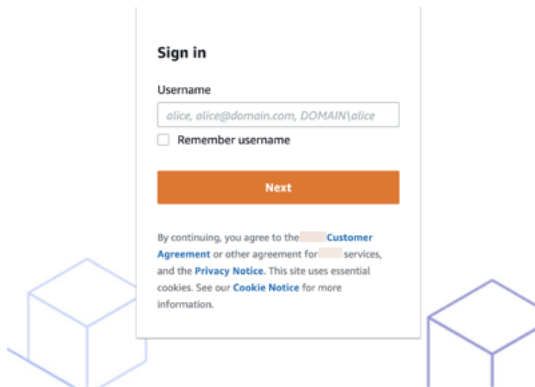 Sign in
Username
alice, alice@domain.com, DOMAIN\alice
Remember username
Next
By continuing, you agree to the Customer
Agreement or other agreement for services,
and the Privacy Notice. This site uses essential
cookies. See our Cookie Notice for more
information.